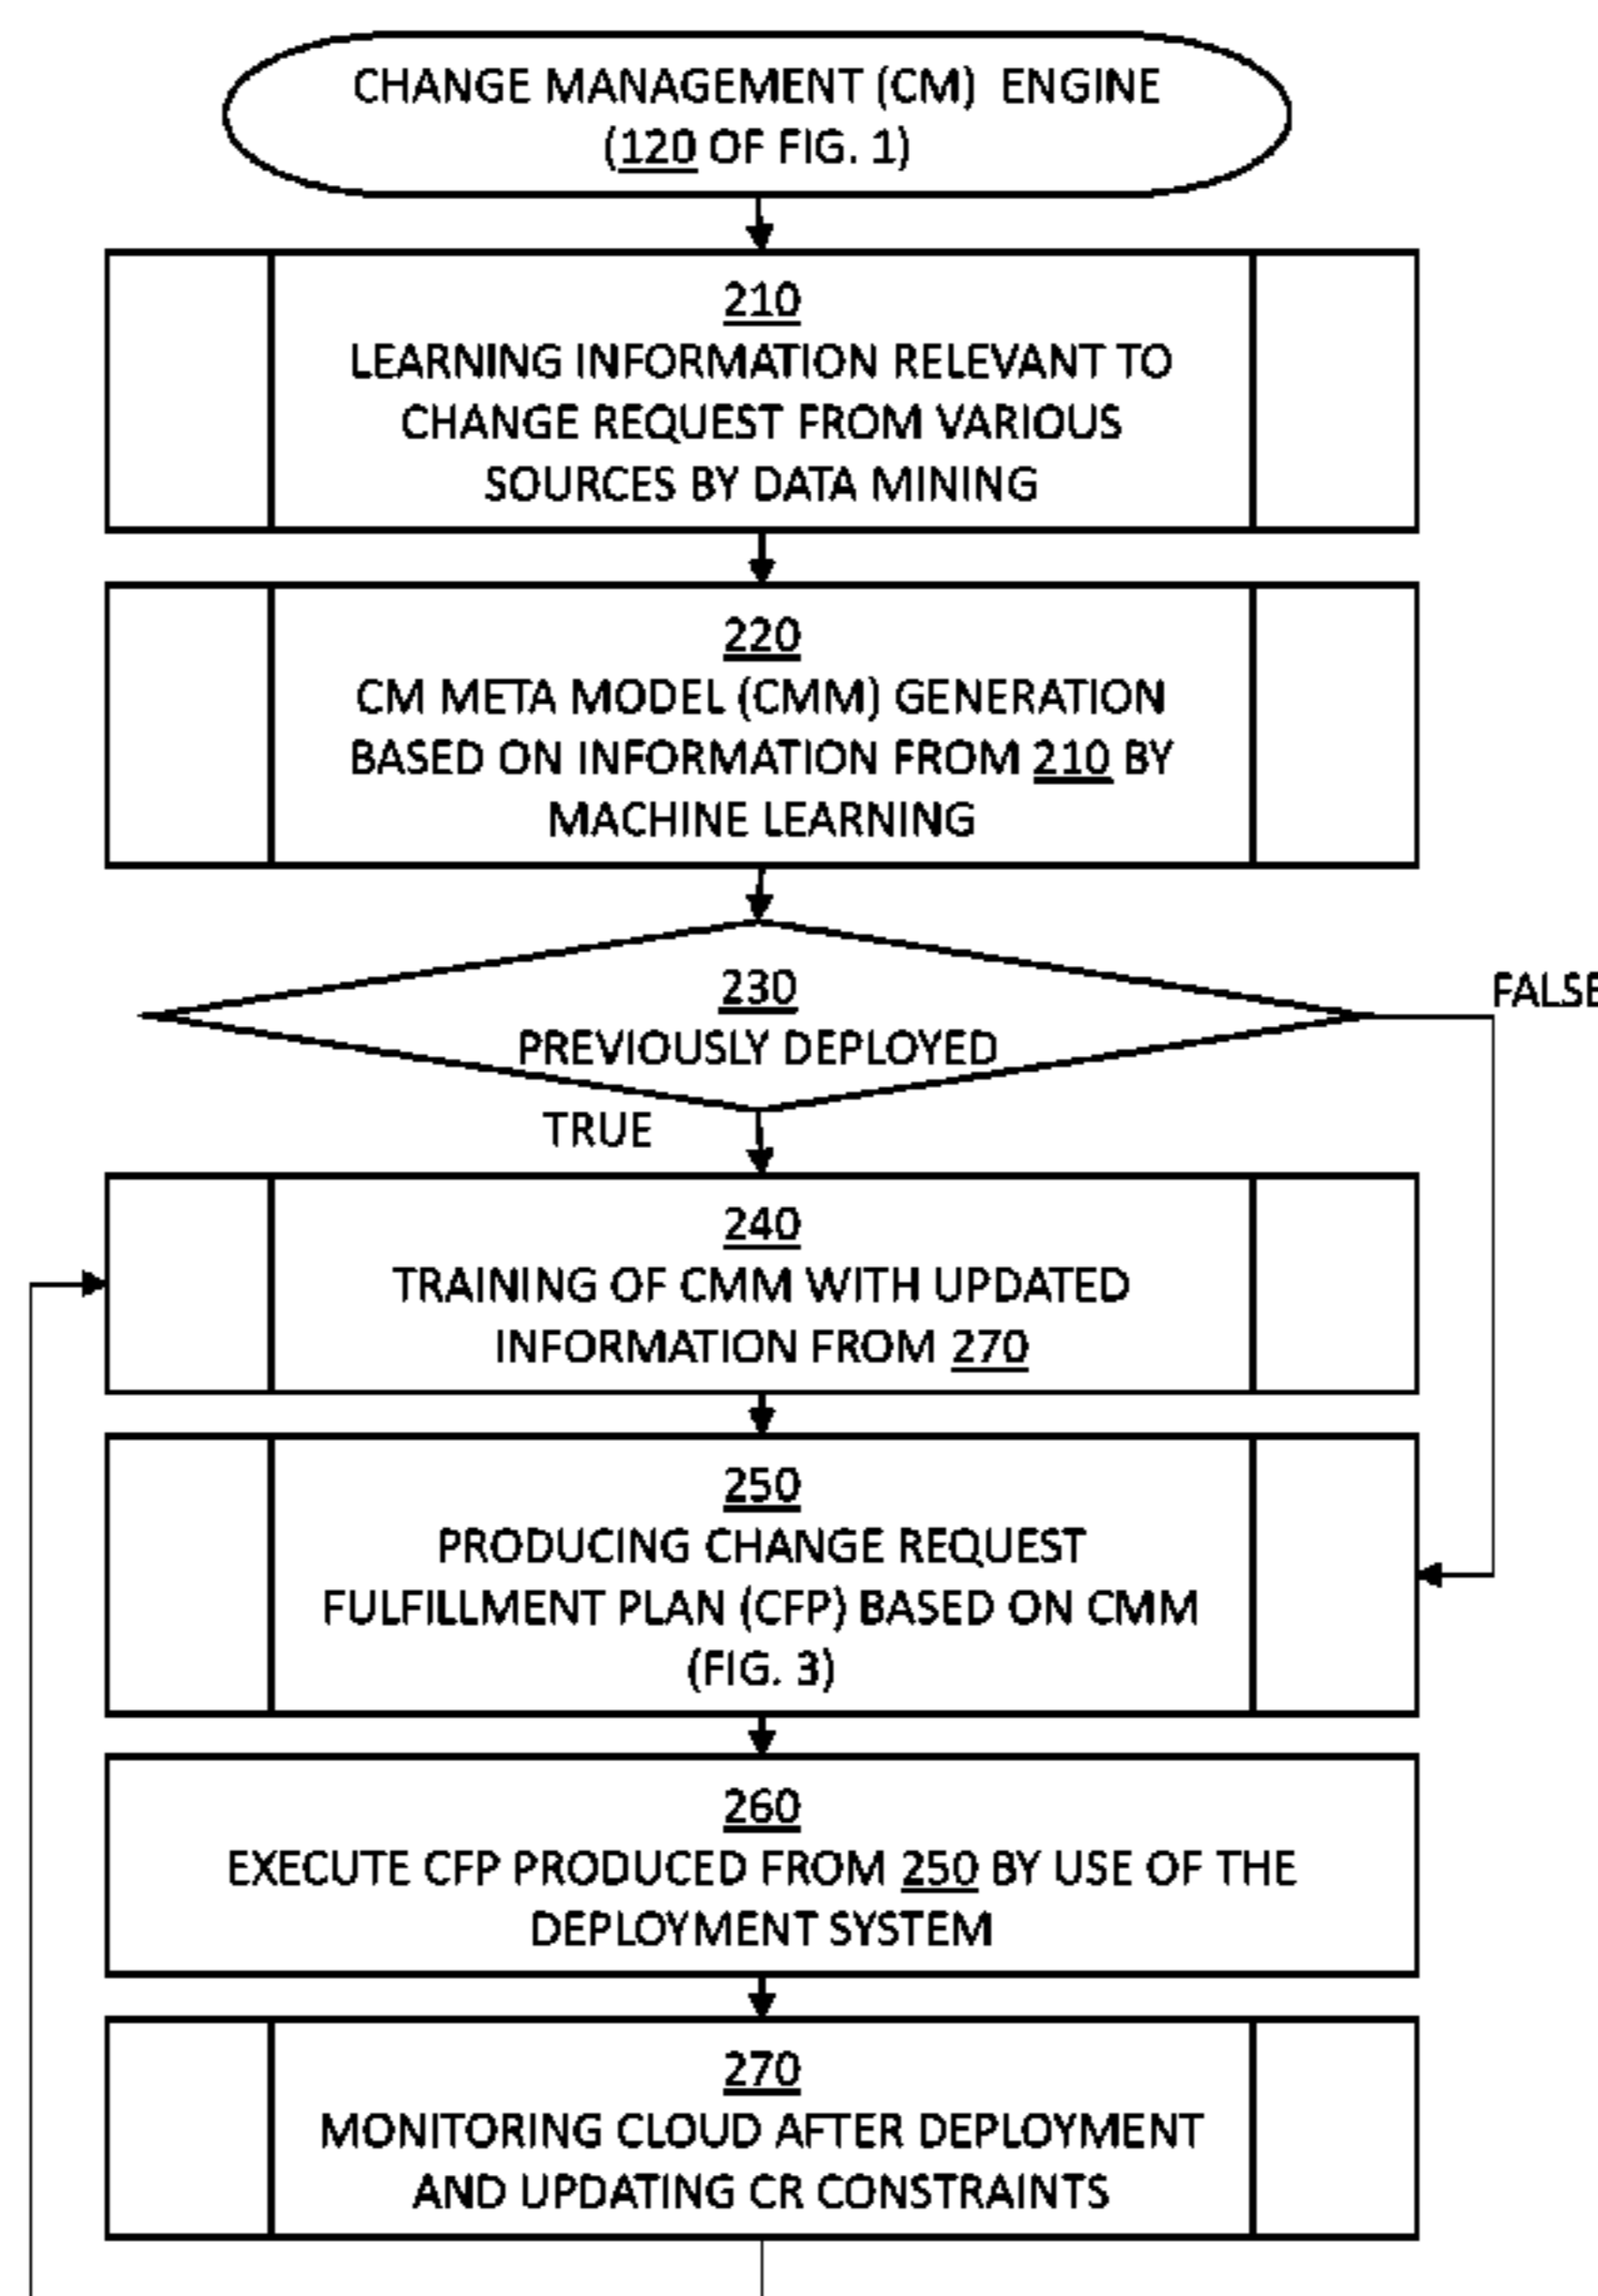 CHANGE MANAGEMENT (CM) ENGINE
(120 OF FIG. 1)
210
LEARNING INFORMATION RELEVANT TO
CHANGE REQUEST FROM VARIOUS
SOURCES BY DATA MINING
220
CM META MODEL (CMM) GENERATION
BASED ON INFORMATION FROM 210 BY
MACHINE LEARNING
230
PREVIOUSLY DEPLOYED
FALSE
TRUE
240
TRAINING OF CMM WITH UPDATED
INFORMATION FROM 270
250
PRODUCING CHANGE REQUEST
FULFILLMENT PLAN (CFP) BASED ON CMM
(FIG. 3)
260
EXECUTE CFP PRODUCED FROM 250 BY USE OF THE
DEPLOYMENT SYSTEM
270
MONITORING CLOUD AFTER DEPLOYMENT
AND UPDATING CR CONSTRAINTS